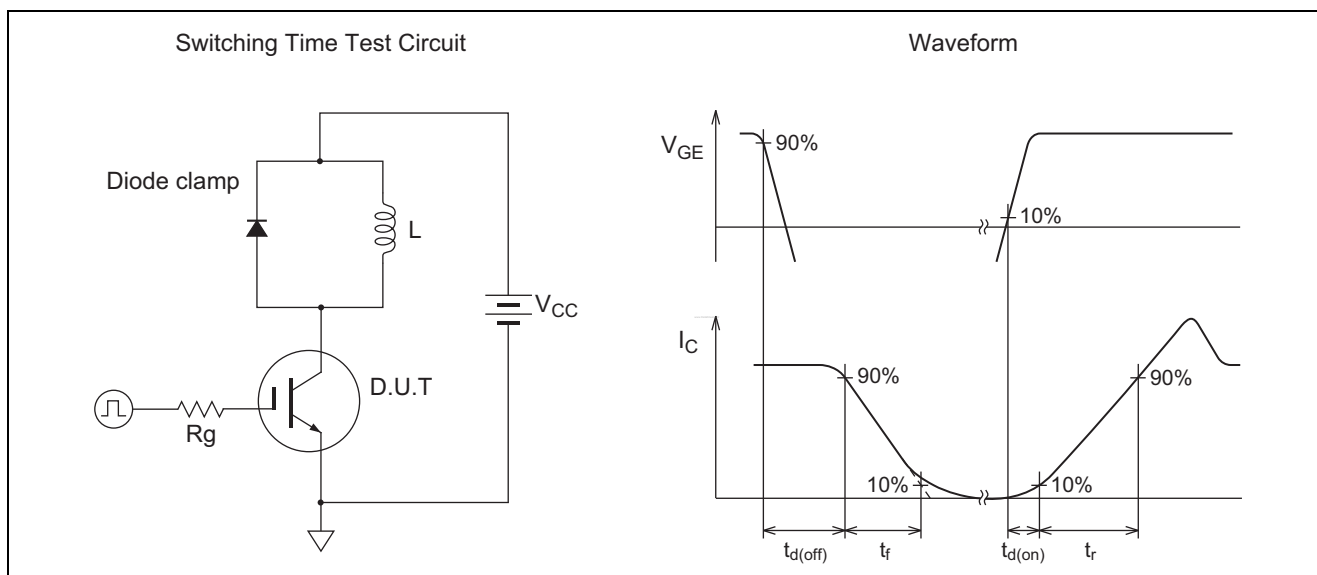 Switching Time Test Circuit
Waveform
Diode clamp
L
V_CC
D.U.T
Rg
V_GE
90%
10%
I_C
90%
90%
10%
10%
t_d(off)
t_f
t_d(on)
t_r